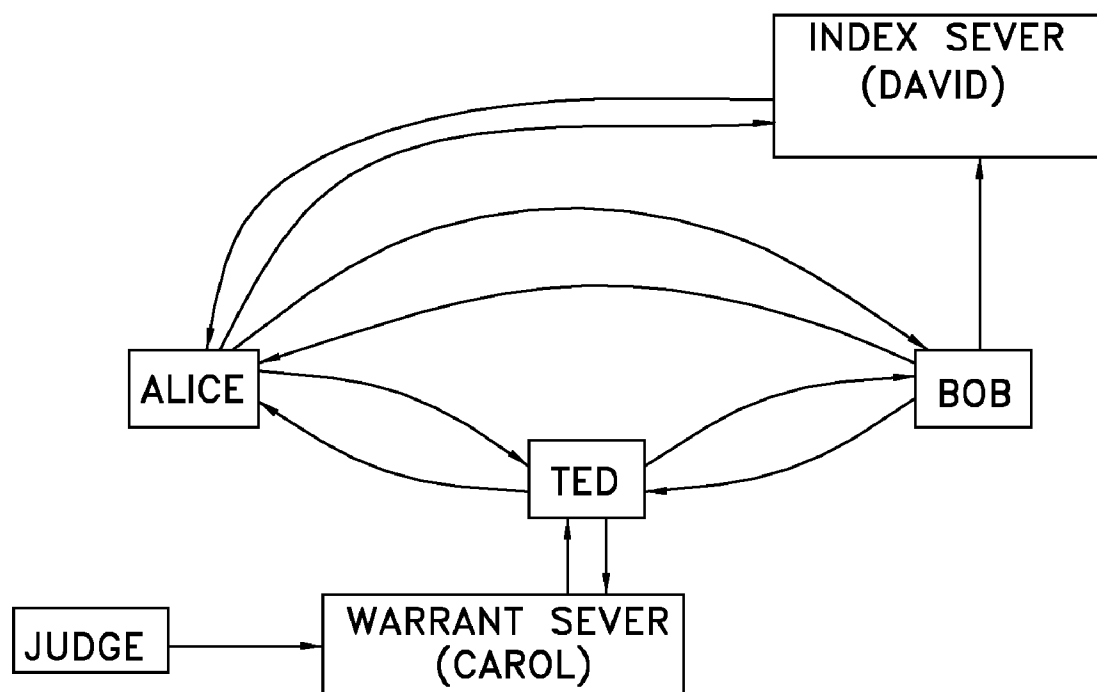 INDEX SEVER
(DAVID)
ALICE
BOB
TED
JUDGE
WARRANT SEVER
(CAROL)